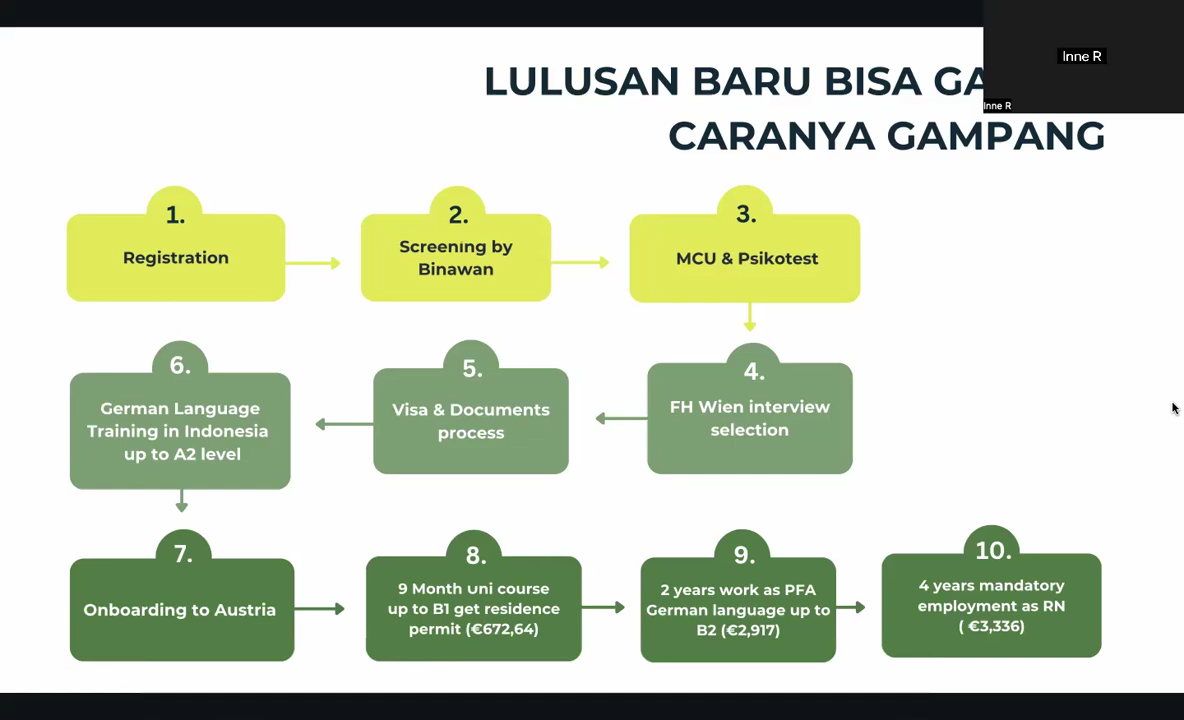 Inne R
Inne R
LULUSAN BARU BISA
CARANYA GAMPANG
1.
Registration
2.
Screening by
Binawan
3.
MCU & Psikotest
4.
FH Wien interview
selection
5.
Visa & Documents
process
6.
German Language
Training in Indonesia
up to A2 level
7.
Onboarding to Austria
8.
9 Month uni course
up to B1 get residence
permit (€672,64)
9.
2 years work as PFA
German language up to
B2 (€2,917)
10.
4 years mandatory
employment as RN
( €3,336)